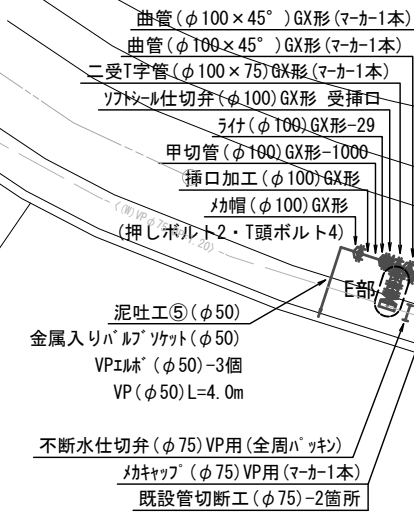 曲管(φ100×45°)GX形(マーカー1本)
曲管(φ100×45°)GX形(マーカー1本)
二受T字管(φ100×75)GX形(マーカー1本)
ソフトシール仕切弁(φ100)GX形 受挿口
ライナ(φ100)GX形-29
甲切管(φ100)GX形-1000
挿口加工(φ100)GX形
メカ帽(φ100)GX形
(押しボルト2・T頭ボルト4)
(W)VPφ75
E部
泥吐工⑤(φ50)
金属入りバルブソケット(φ50)
VPエルボ(φ50)-3個
VP(φ50)L=4.0m
不断水仕切弁(φ75)VP用(全周パッキン)
メカキャップ(φ75)VP用(マーカー1本)
既設管切断工(φ75)-2箇所